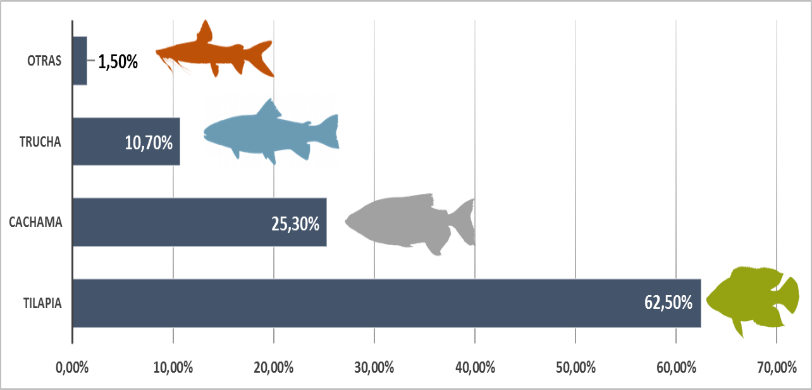 OTRAS 1,50%
TRUCHA 10,70%
CACHAMA 25,30%
TILAPIA 62,50%
0,00% 10,00% 20,00% 30,00% 40,00% 50,00% 60,00% 70,00%